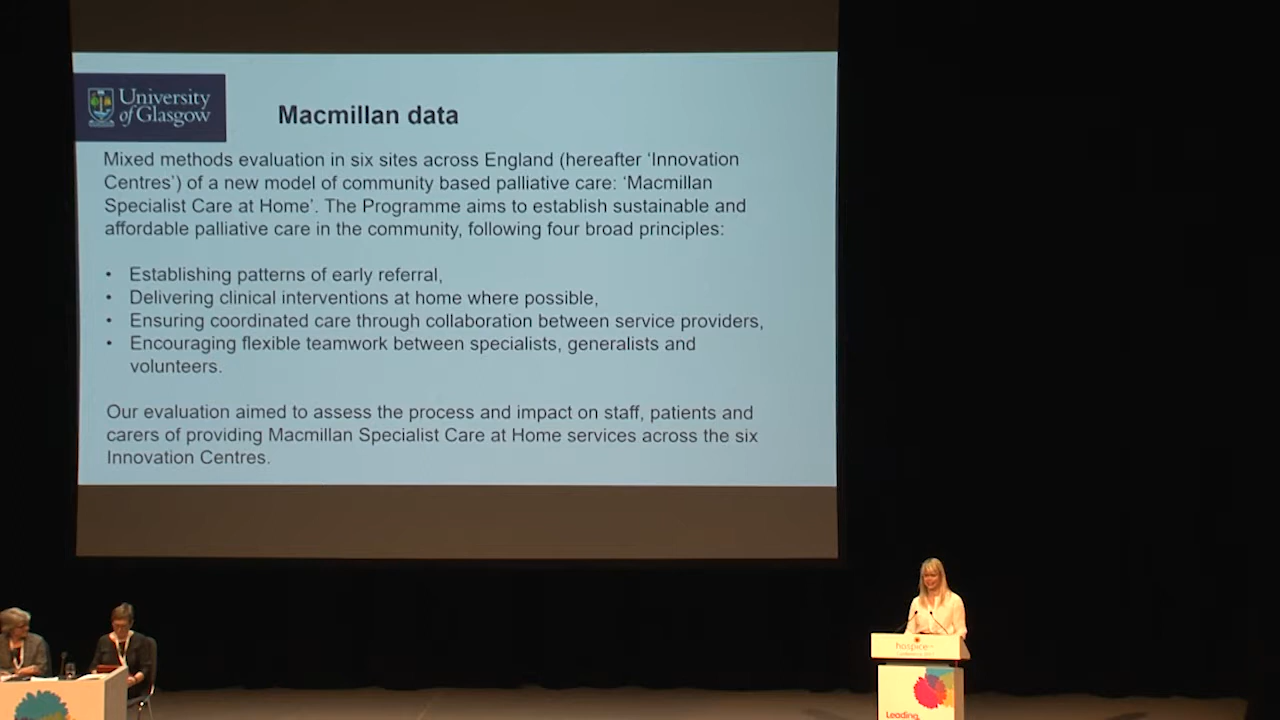 University
of Glasgow
Macmillan data
Mixed methods evaluation in six sites across England (hereafter ‘Innovation
Centres’) of a new model of community based palliative care: ‘Macmillan
Specialist Care at Home’. The Programme aims to establish sustainable and
affordable palliative care in the community, following four broad principles:
• Establishing patterns of early referral,
• Delivering clinical interventions at home where possible,
• Ensuring coordinated care through collaboration between service providers,
• Encouraging flexible teamwork between specialists, generalists and
volunteers.
Our evaluation aimed to assess the process and impact on staff, patients and
carers of providing Macmillan Specialist Care at Home services across the six
Innovation Centres.
hospice
Leading,